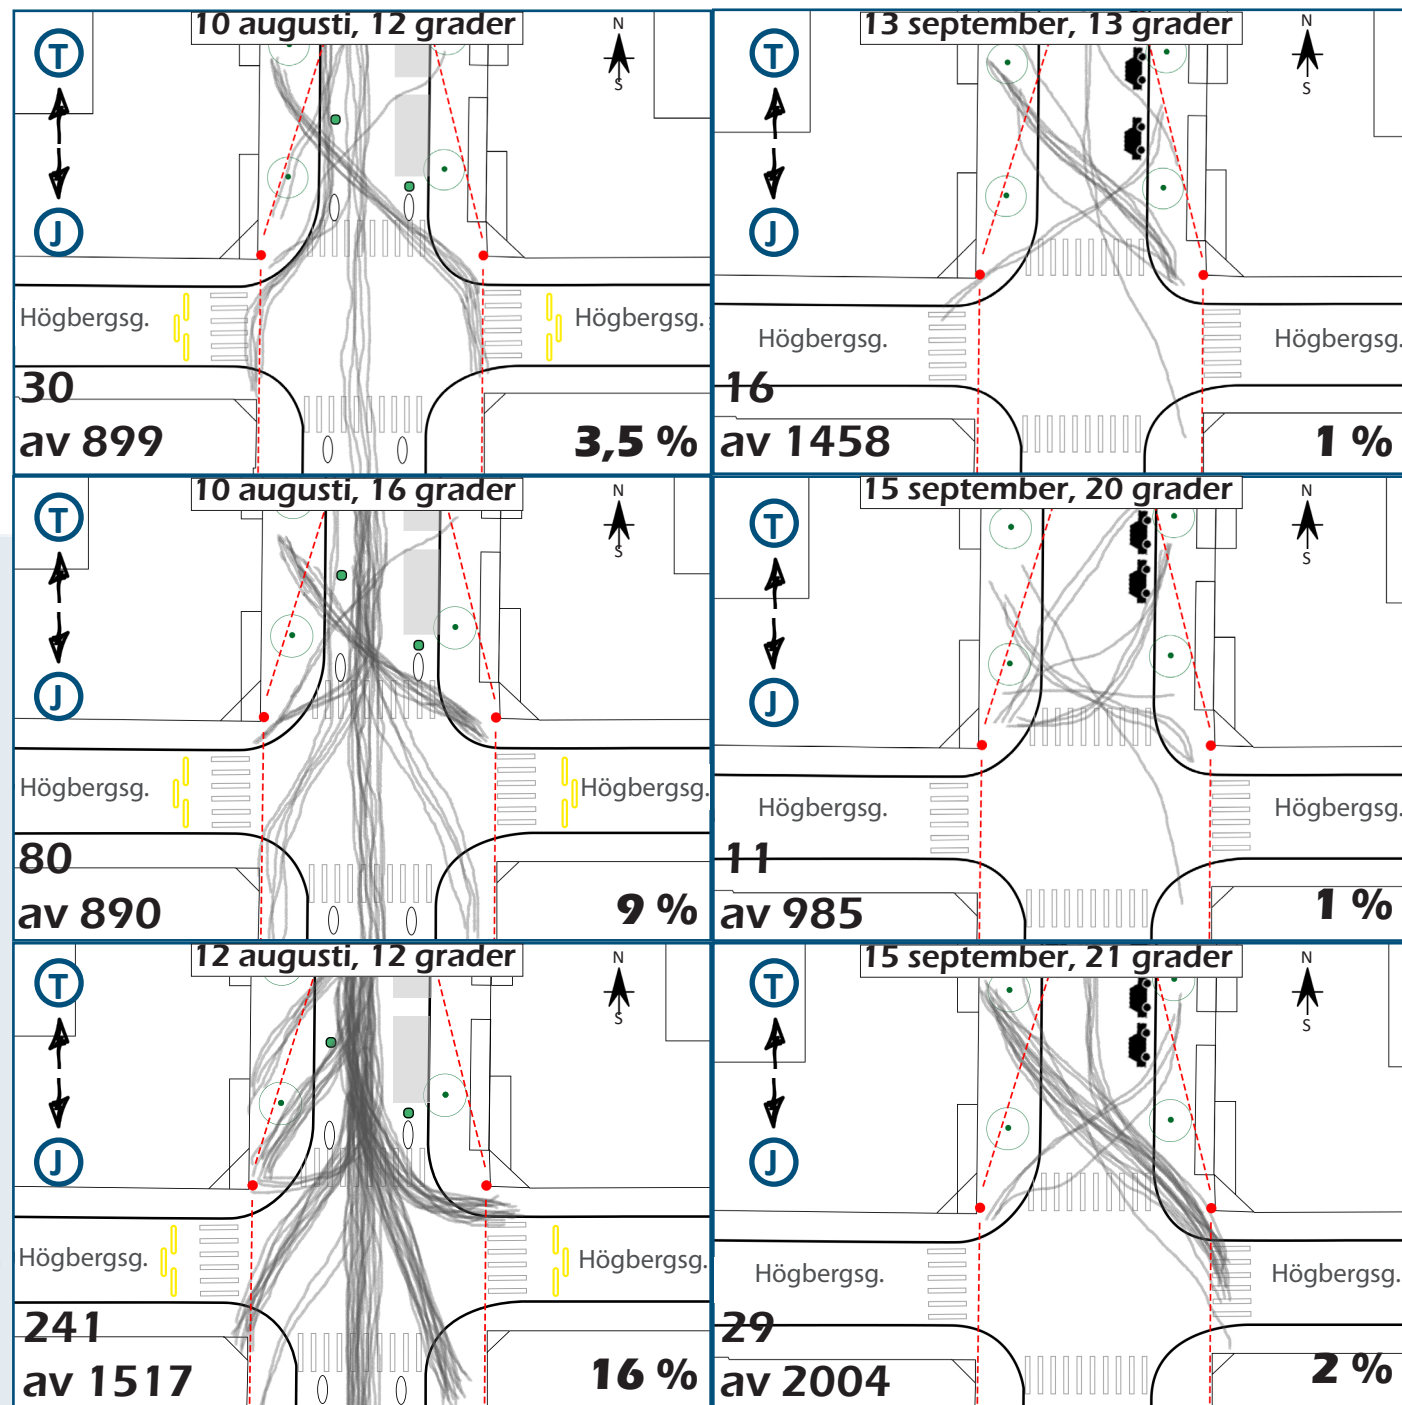 10 augusti, 12 grader
T
N
S
J
Högbergsg.
Högbergsg.
30
av 899
3,5 %
13 september, 13 grader
T
N
S
J
Högbergsg.
Högbergsg.
16
av 1458
1 %
10 augusti, 16 grader
T
N
S
J
Högbergsg.
Högbergsg.
80
av 890
9 %
15 september, 20 grader
T
N
S
J
Högbergsg.
Högbergsg.
11
av 985
1 %
12 augusti, 12 grader
T
N
S
J
Högbergsg.
Högbergsg.
241
av 1517
16 %
15 september, 21 grader
T
N
S
J
Högbergsg.
Högbergsg.
29
av 2004
2 %